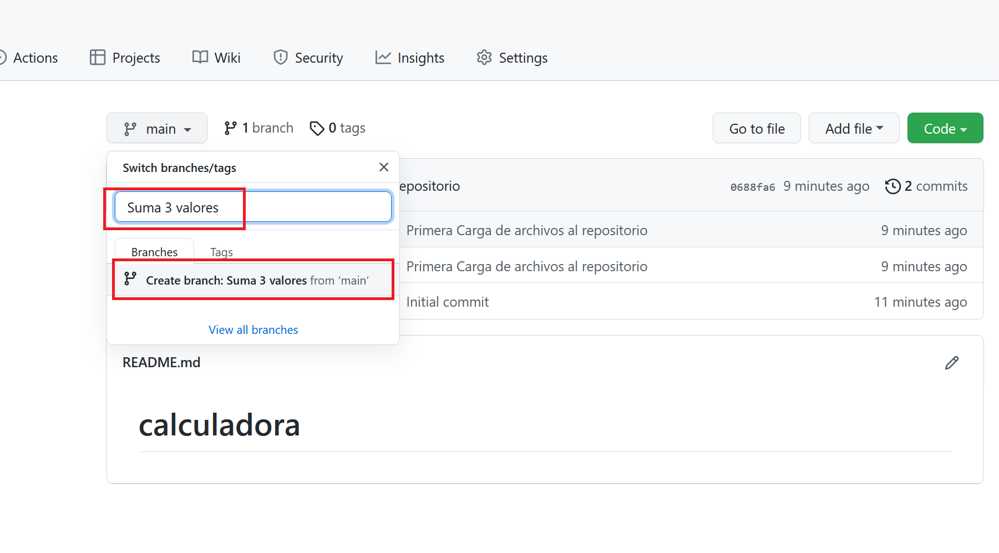 Actions Projects Wiki Security Insights Settings
main 1 branch 0 tags Go to file Add file Code
Switch branches/tags
epositorio 0688fa6 9 minutes ago 2 commits
Suma 3 valores
Primera Carga de archivos al repositorio 9 minutes ago
Branches Tags
Primera Carga de archivos al repositorio 9 minutes ago
Create branch: Suma 3 valores from ‘main’
Initial commit 11 minutes ago
View all branches
README.md
calculadora